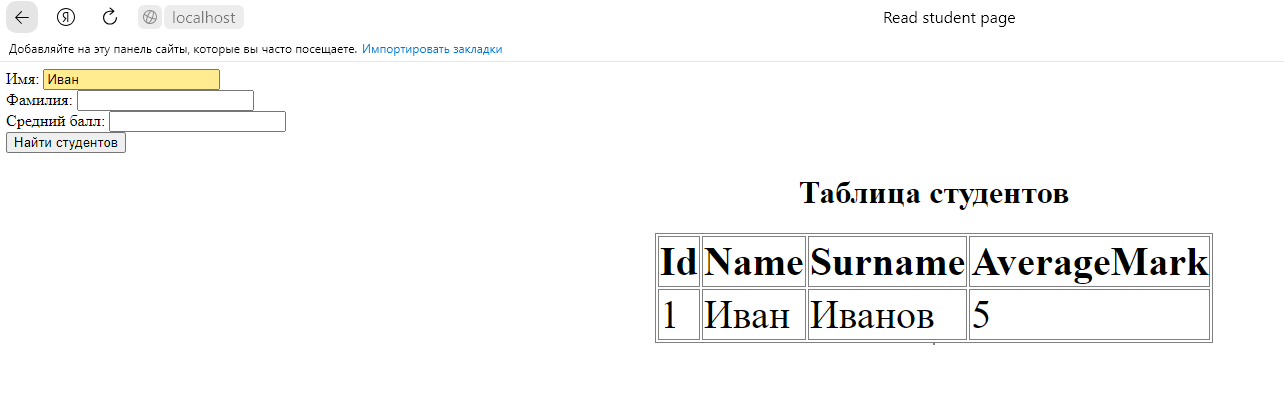 Я localhost Read student page
Добавляйте на эту панель сайты, которые вы часто посещаете. Импортировать закладки
Имя: Иван
Фамилия:
Средний балл:
Найти студентов
Таблица студентов
Id Name Surname AverageMark
1 Иван Иванов 5